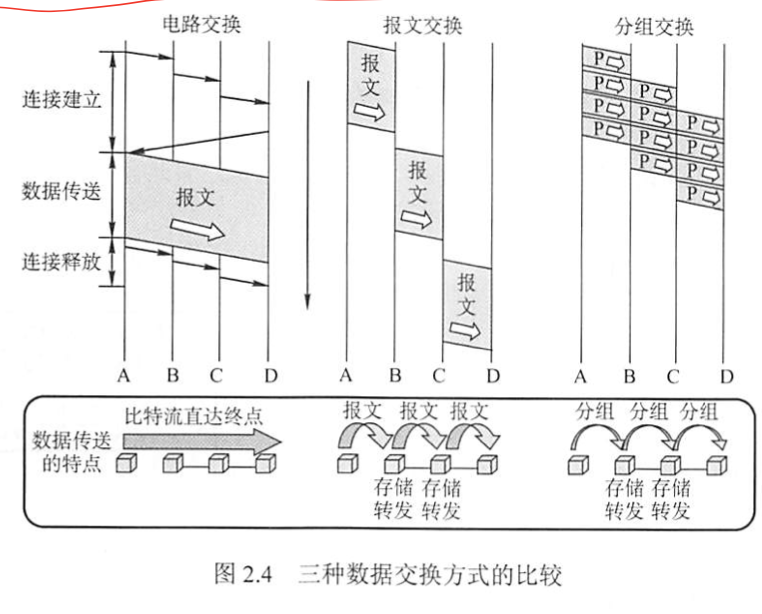 电路交换
报文交换
分组交换
连接建立
数据传送
连接释放
报文
报
文
报
文
报
文
P
P
P
P
P
P
P
P
P
P
P
P
A B C D
A B C D
A B C D
数据传送
的特点
比特流直达终点
报文 报文 报文
存储 存储
转发 转发
分组 分组 分组
存储 存储
转发 转发
图 2.4 三种数据交换方式的比较